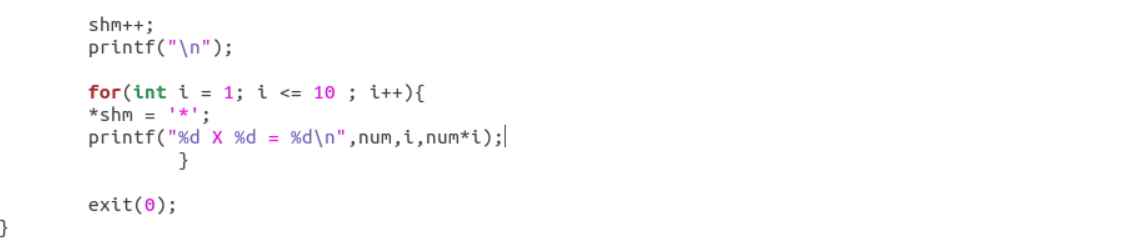 shm++;
printf("\n");
for(int i = 1; i <= 10 ; i++){
*shm = '*';
printf("%d X %d = %d\n",num,i,num*i);
}
exit(0);
}